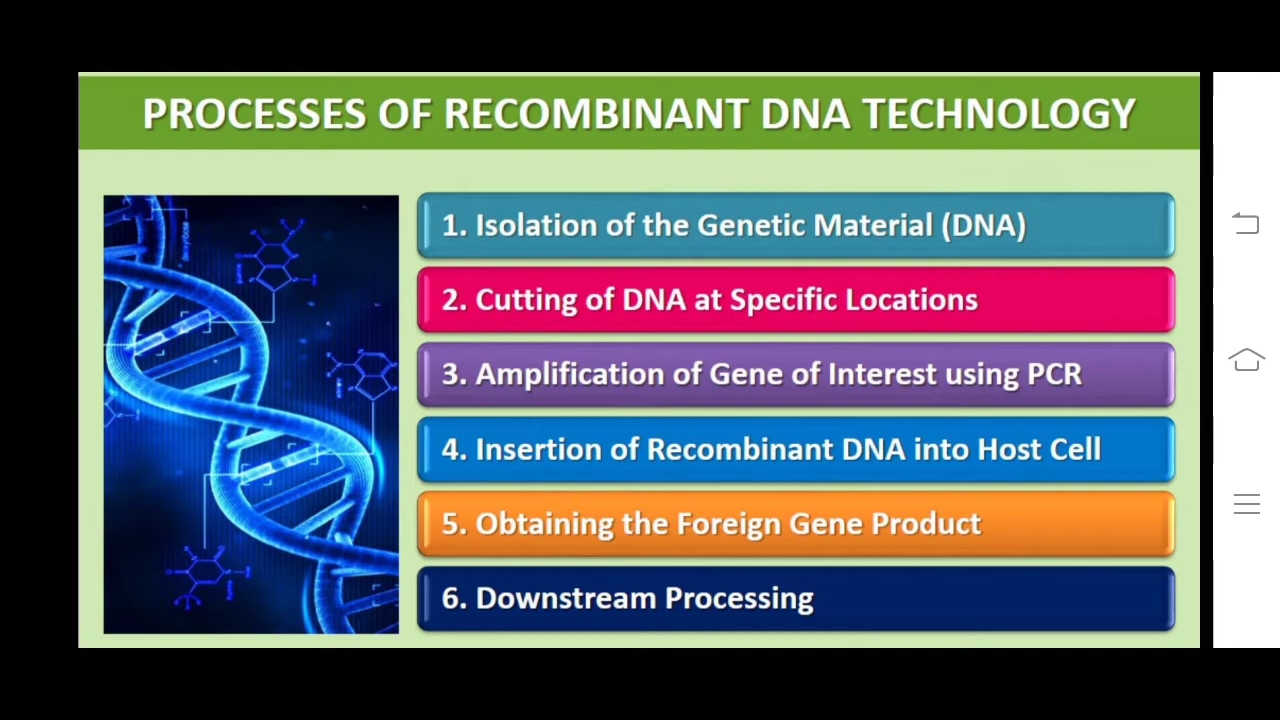 PROCESSES OF RECOMBINANT DNA TECHNOLOGY
1. Isolation of the Genetic Material (DNA)
2. Cutting of DNA at Specific Locations
3. Amplification of Gene of Interest using PCR
4. Insertion of Recombinant DNA into Host Cell
5. Obtaining the Foreign Gene Product
6. Downstream Processing